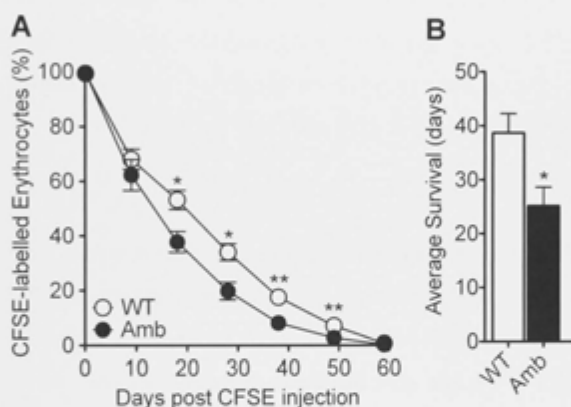 A
CFSE-labelled Erythrocytes (%)
100
80
60
40
20
0
*
*
**
**
WT
Amb
0 10 20 30 40 50 60
Days post CFSE injection
B
Average Survival (days)
50
40
30
20
10
0
*
WT
Amb